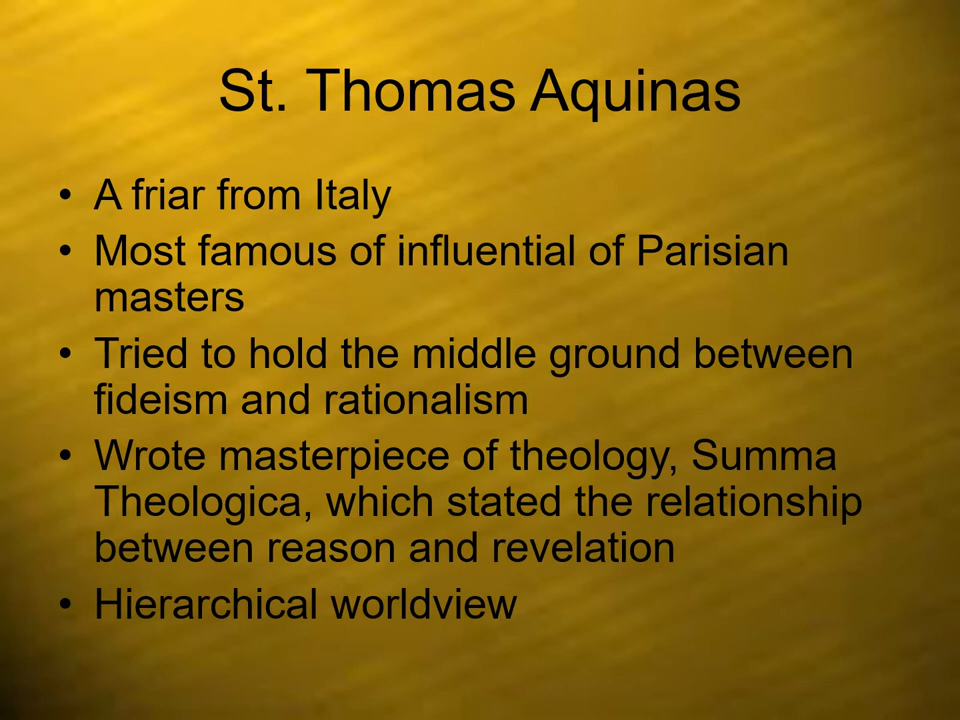 St. Thomas Aquinas
• A friar from Italy
• Most famous of influential of Parisian
masters
• Tried to hold the middle ground between
fideism and rationalism
• Wrote masterpiece of theology, Summa
Theologica, which stated the relationship
between reason and revelation
• Hierarchical worldview